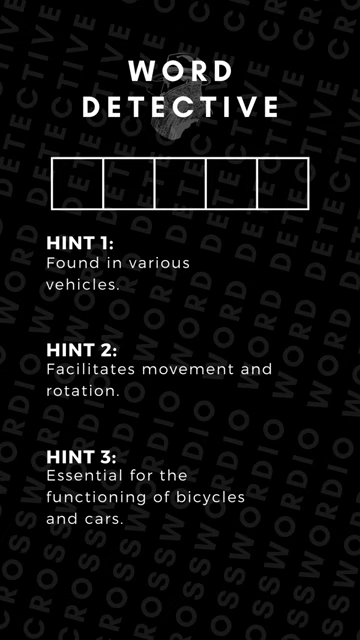 WORD
DETECTIVE
HINT 1:
Found in various
vehicles.
HINT 2:
Facilitates movement and
rotation.
HINT 3:
Essential for the
functioning of bicycles
and cars.